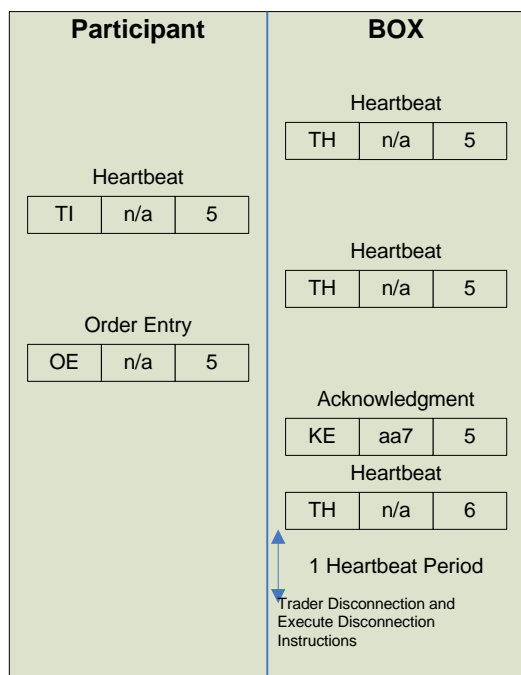 Participant BOX
Heartbeat
TH n/a 5
Heartbeat
TI n/a 5
Heartbeat
TH n/a 5
Order Entry
OE n/a 5
Acknowledgment
KE aa7 5
Heartbeat
TH n/a 6
1 Heartbeat Period
Trader Disconnection and
Execute Disconnection
Instructions